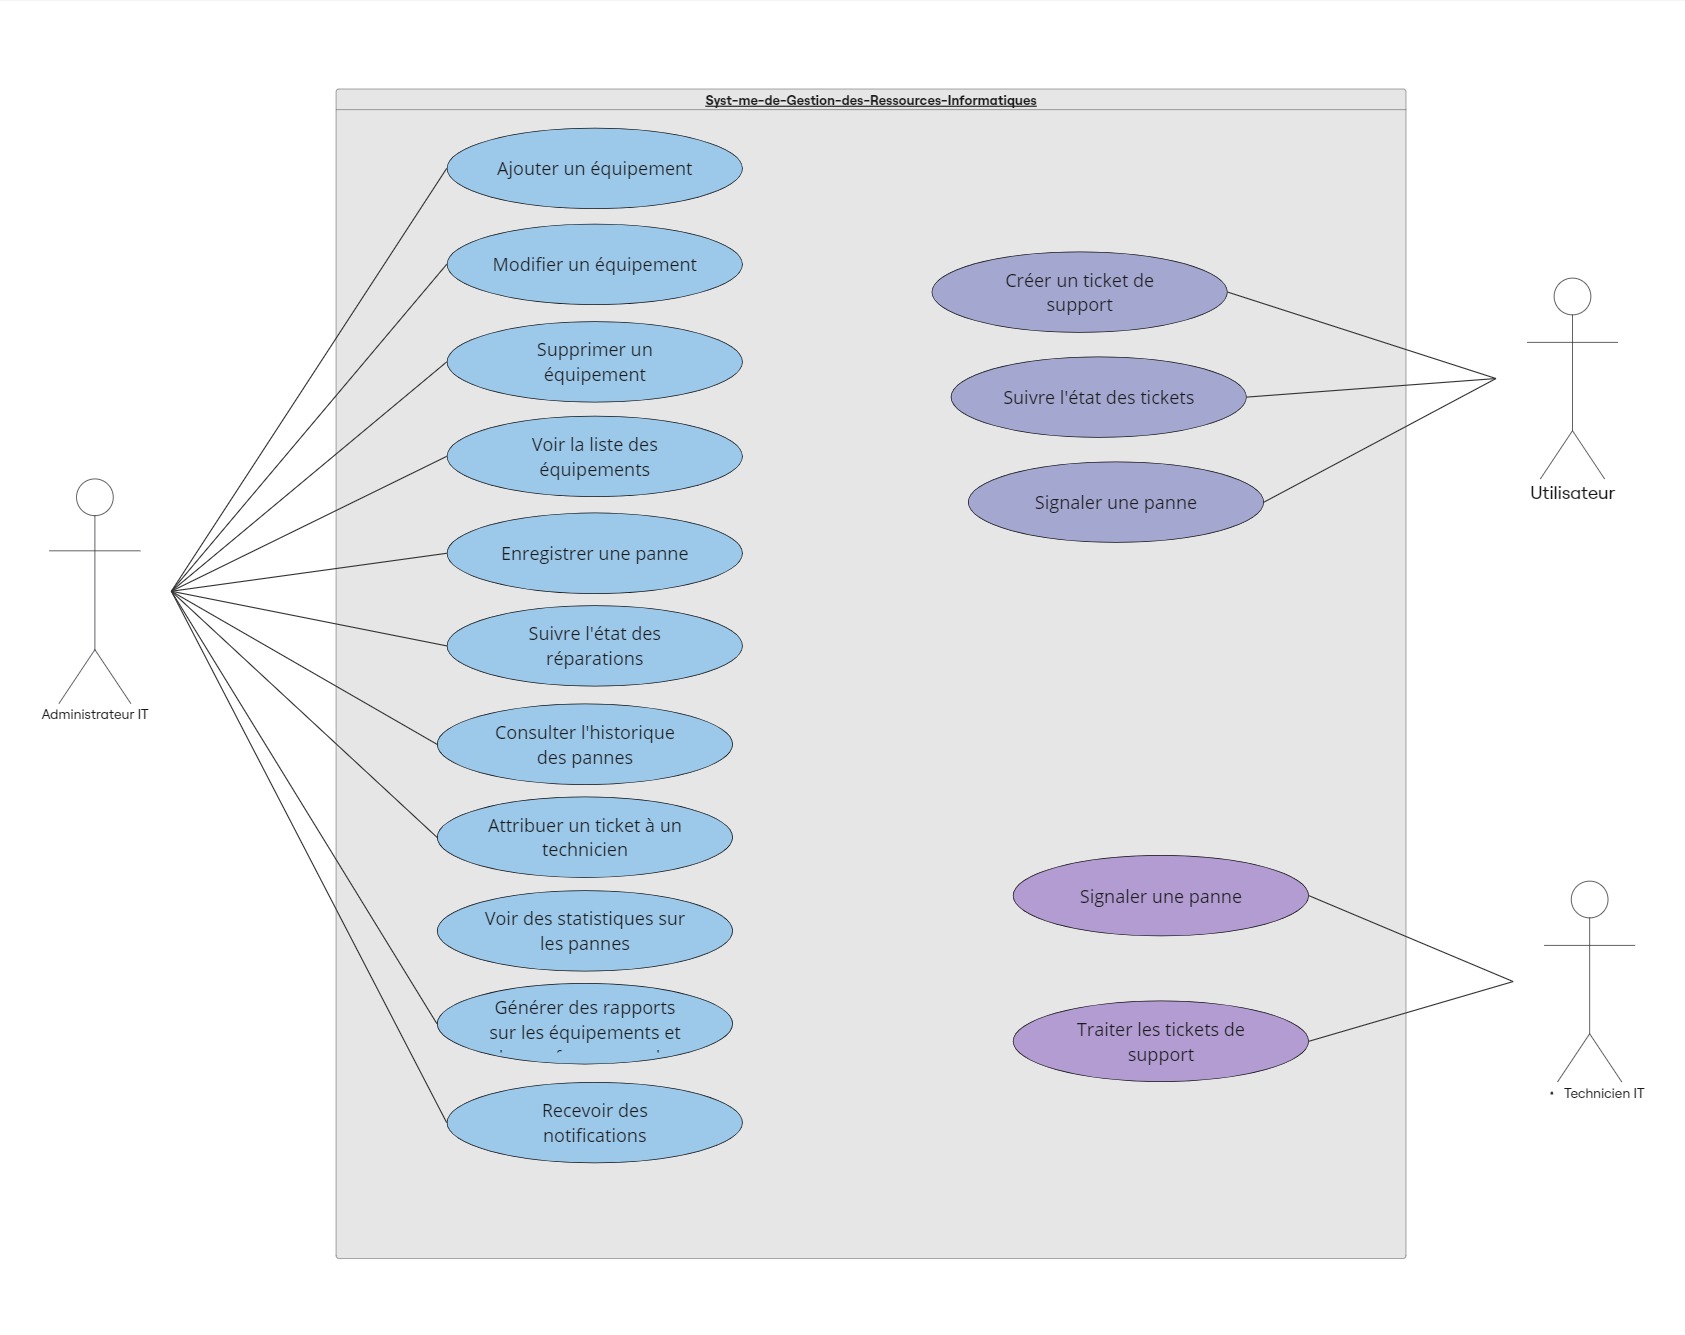 Syst-me-de-Gestion-des-Ressources-Informatiques
Ajouter un équipement
Modifier un équipement
Supprimer un
équipement
Voir la liste des
équipements
Enregistrer une panne
Suivre l'état des
réparations
Consulter l'historique
des pannes
Attribuer un ticket à un
technicien
Voir des statistiques sur
les pannes
Générer des rapports
sur les équipements et
Recevoir des
notifications
Administrateur IT
Créer un ticket de
support
Suivre l'état des tickets
Signaler une panne
Utilisateur
Signaler une panne
Traiter les tickets de
support
• Technicien IT